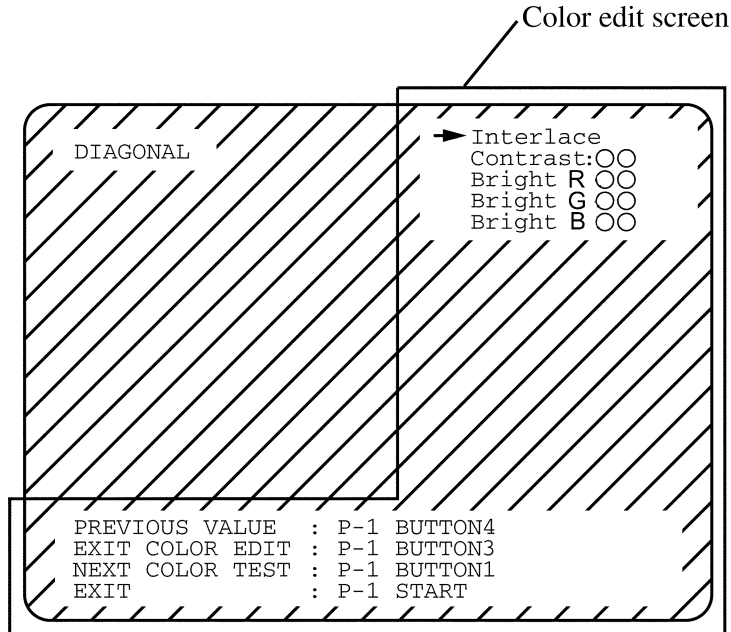 Color edit screen
DIAGONAL
Interlace
Contrast:○○
Bright R ○○
Bright G ○○
Bright B ○○
PREVIOUS VALUE : P-1 BUTTON4
EXIT COLOR EDIT : P-1 BUTTON3
NEXT COLOR TEST : P-1 BUTTON1
EXIT : P-1 START